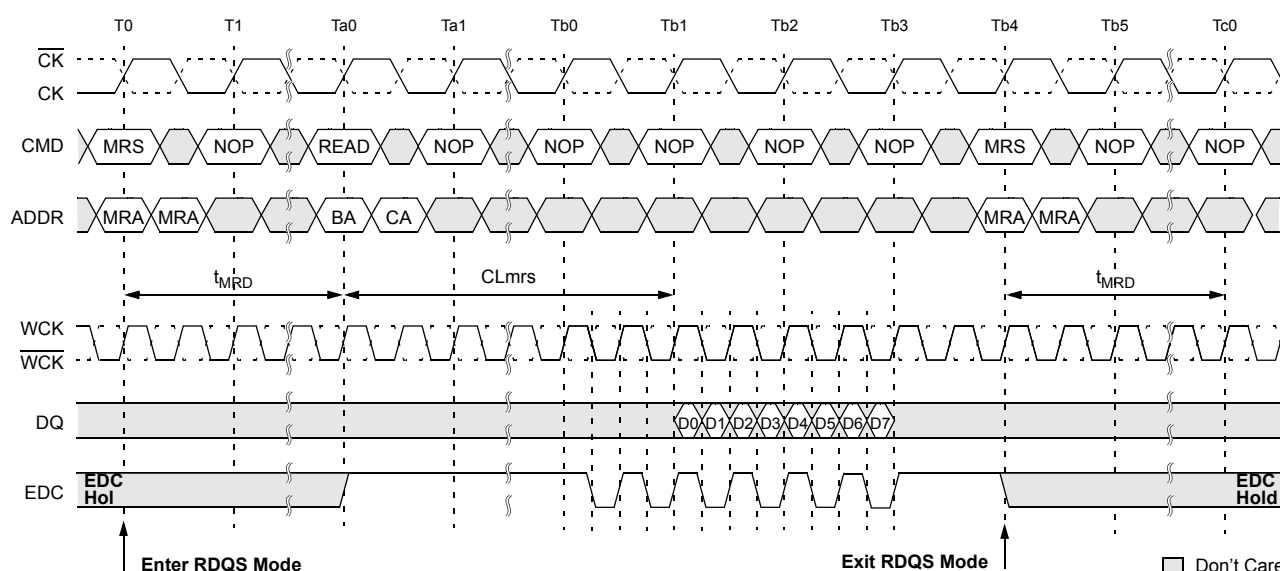 T0 T1 Ta0 Ta1 Tb0 Tb1 Tb2 Tb3 Tb4 Tb5 Tc0
CK
CK
CMD MRS NOP READ NOP NOP NOP NOP NOP MRS NOP NOP
ADDR MRA MRA BA CA MRA MRA
tMRD CLmrs tMRD
WCK
WCK
DQ D0 D1 D2 D3 D4 D5 D6 D7
EDC EDC Hol EDC Hold
Enter RDQS Mode Exit RDQS Mode Don't Care